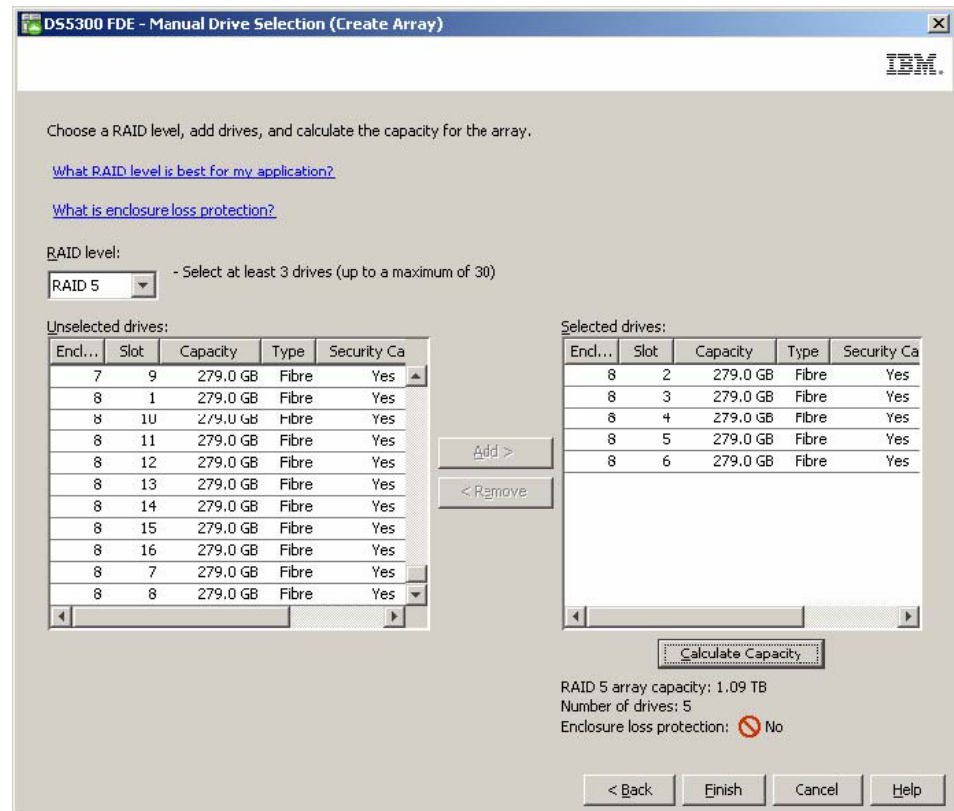 DS5300 FDE - Manual Drive Selection (Create Array)
IBM.
Choose a RAID level, add drives, and calculate the capacity for the array.
What RAID level is best for my application?
What is enclosure loss protection?
RAID level:
RAID 5 - Select at least 3 drives (up to a maximum of 30)
Unselected drives:
Encl... Slot Capacity Type Security Ca
7 9 279.0 GB Fibre Yes
8 1 279.0 GB Fibre Yes
8 10 279.0 GB Fibre Yes
8 11 279.0 GB Fibre Yes
8 12 279.0 GB Fibre Yes
8 13 279.0 GB Fibre Yes
8 14 279.0 GB Fibre Yes
8 15 279.0 GB Fibre Yes
8 16 279.0 GB Fibre Yes
8 7 279.0 GB Fibre Yes
8 8 279.0 GB Fibre Yes
Add >
< Remove
Selected drives:
Encl... Slot Capacity Type Security Ca
8 2 279.0 GB Fibre Yes
8 3 279.0 GB Fibre Yes
8 4 279.0 GB Fibre Yes
8 5 279.0 GB Fibre Yes
8 6 279.0 GB Fibre Yes
Calculate Capacity
RAID 5 array capacity: 1.09 TB
Number of drives: 5
Enclosure loss protection: No
< Back Finish Cancel Help